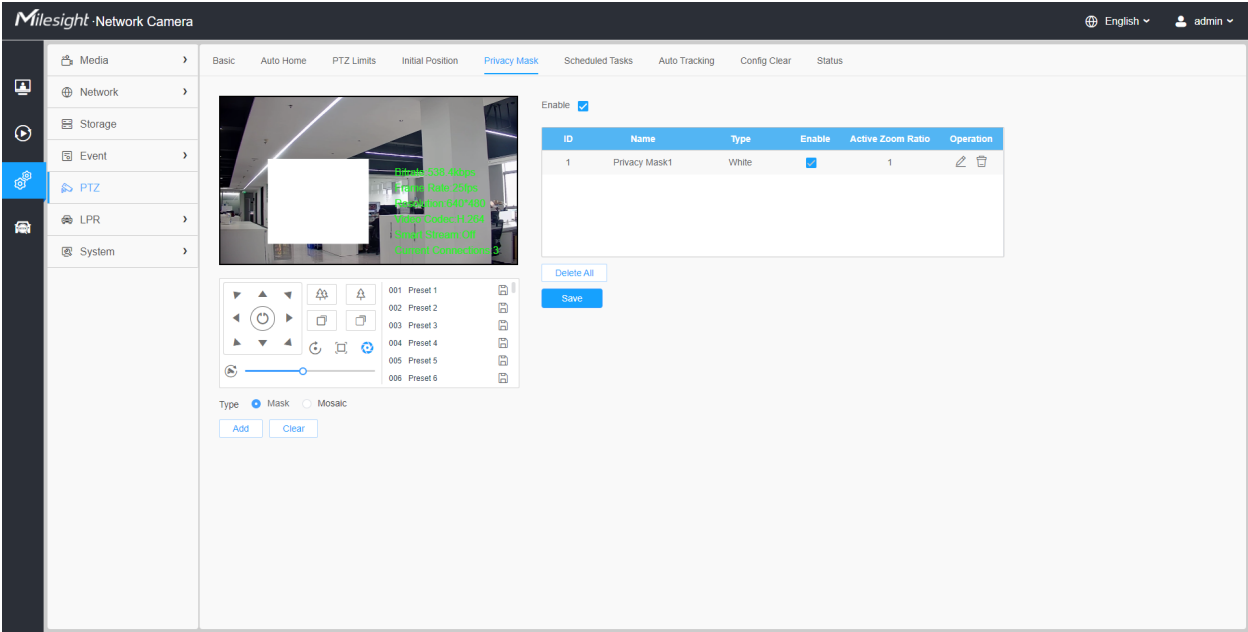 Milesight · Network Camera
English
admin
Media
Network
Storage
Event
PTZ
LPR
System
Basic
Auto Home
PTZ Limits
Initial Position
Privacy Mask
Scheduled Tasks
Auto Tracking
Config Clear
Status
Enable
ID Name Type Enable Active Zoom Ratio Operation
1 Privacy Mask1 White 1
Delete All
Save
001 Preset 1
002 Preset 2
003 Preset 3
004 Preset 4
005 Preset 5
006 Preset 6
Type Mask Mosaic
Add Clear